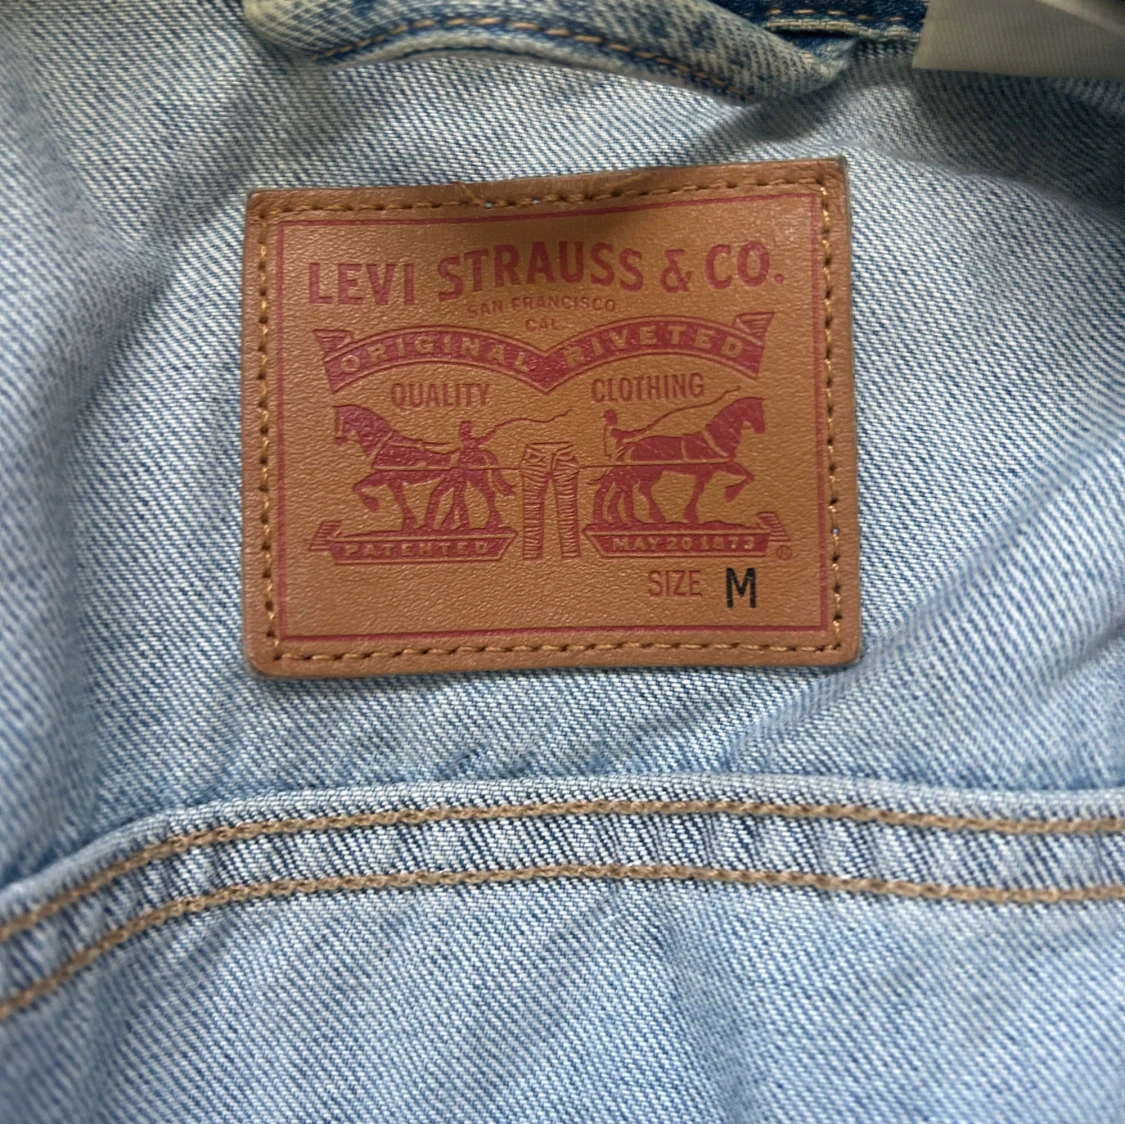 LEVI STRAUSS & CO.
SAN FRANCISCO
CAL
ORIGINAL RIVETED
QUALITY CLOTHING
PATENTED MAY 20 1873 ®
SIZE M